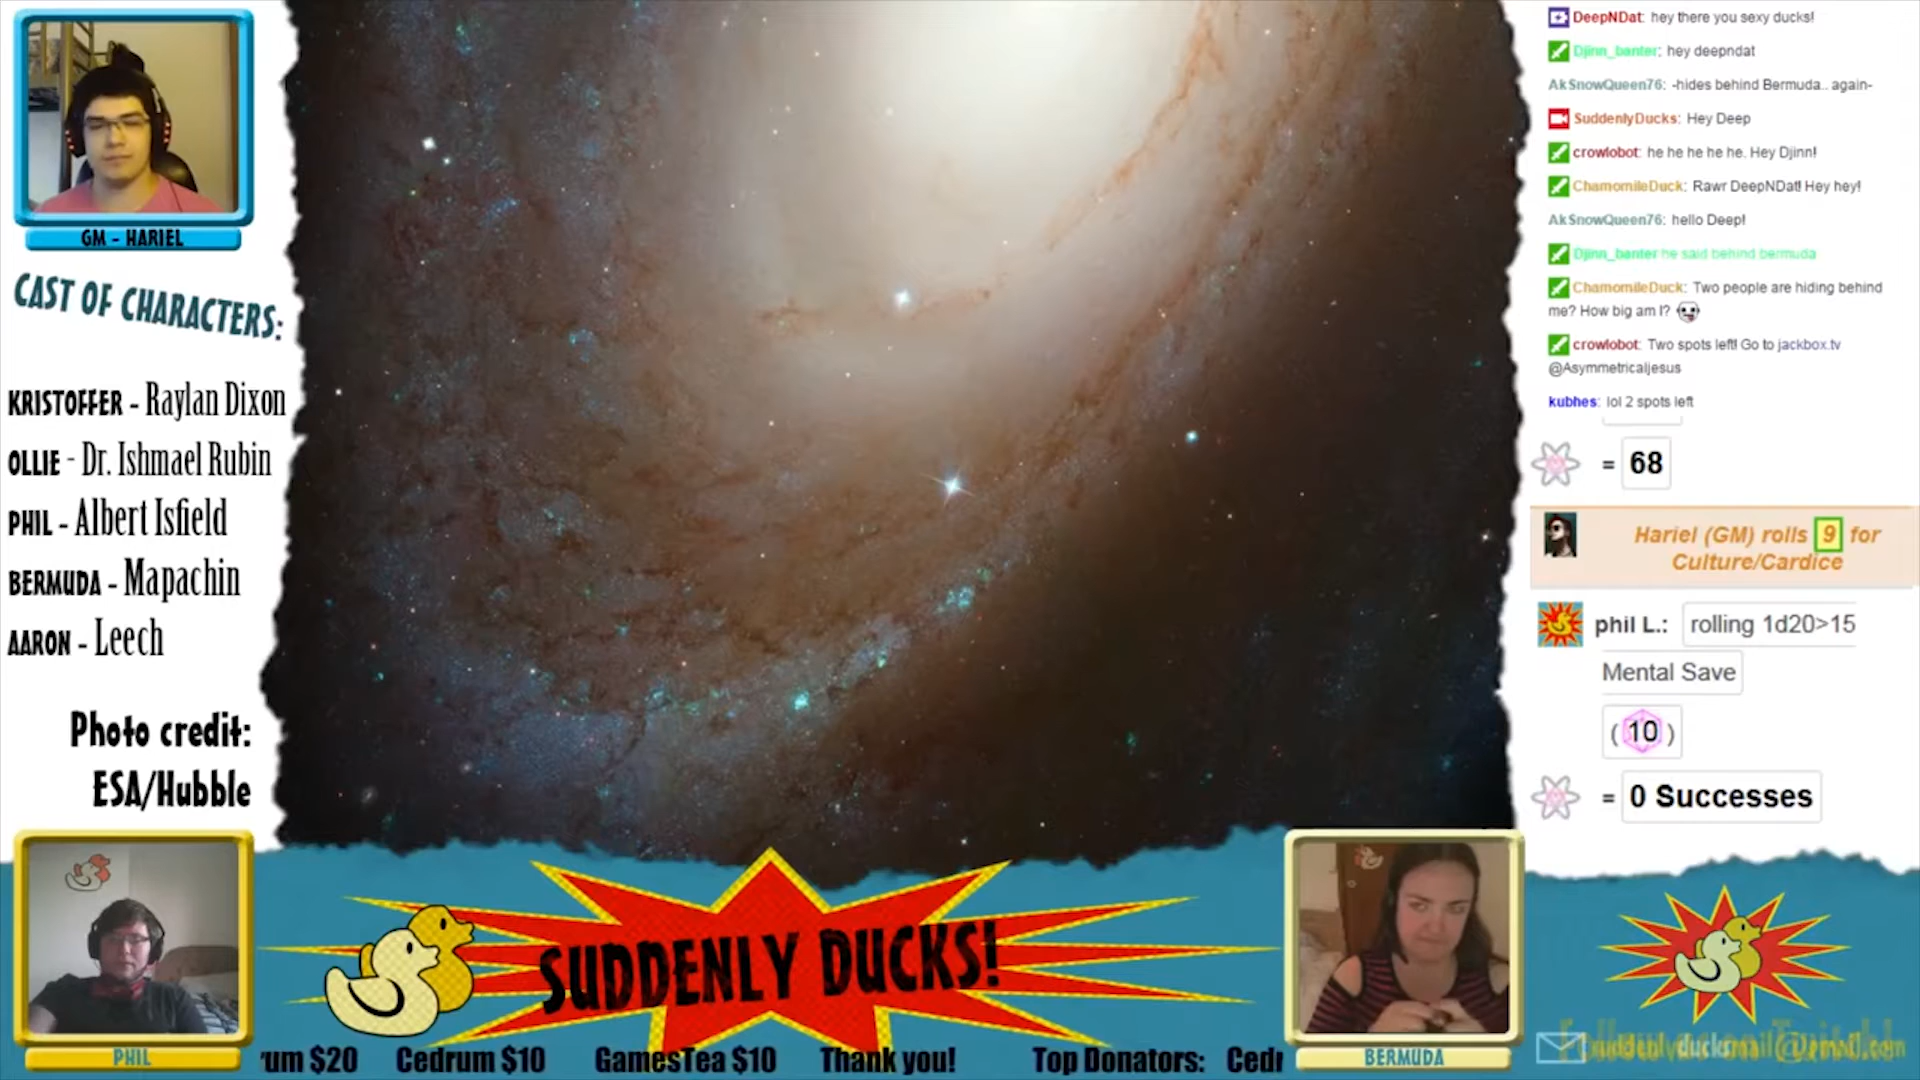 GM - HARIEL
CAST OF CHARACTERS:
KRISTOFFER - Raylan Dixon
OLLIE - Dr. Ishmael Rubin
PHIL - Albert Isfield
BERMUDA - Mapachin
AARON - Leech
Photo credit:
ESA/Hubble
PHIL
SUDDENLY DUCKS!
um $20 Cedrum $10 GamesTea $10 Thank you! Top Donators: Cedr
BERMUDA
DeepNDat: hey there you sexy ducks!
Djinn_banter: hey deepndat
AkSnowQueen76: -hides behind Bermuda.. again-
SuddenlyDucks: Hey Deep
crowlobot: he he he he he. Hey Djinn!
ChamomileDuck: Rawr DeepNDat! Hey hey!
AkSnowQueen76: hello Deep!
Djinn_banter he said behind bermuda
ChamomileDuck: Two people are hiding behind
me? How big am I?
crowlobot: Two spots left! Go to jackbox.tv
@Asymmetricaljesus
kubhes: lol 2 spots left
= 68
Hariel (GM) rolls 9 for
Culture/Cardice
phil L.: rolling 1d20>15
Mental Save
(10)
= 0 Successes